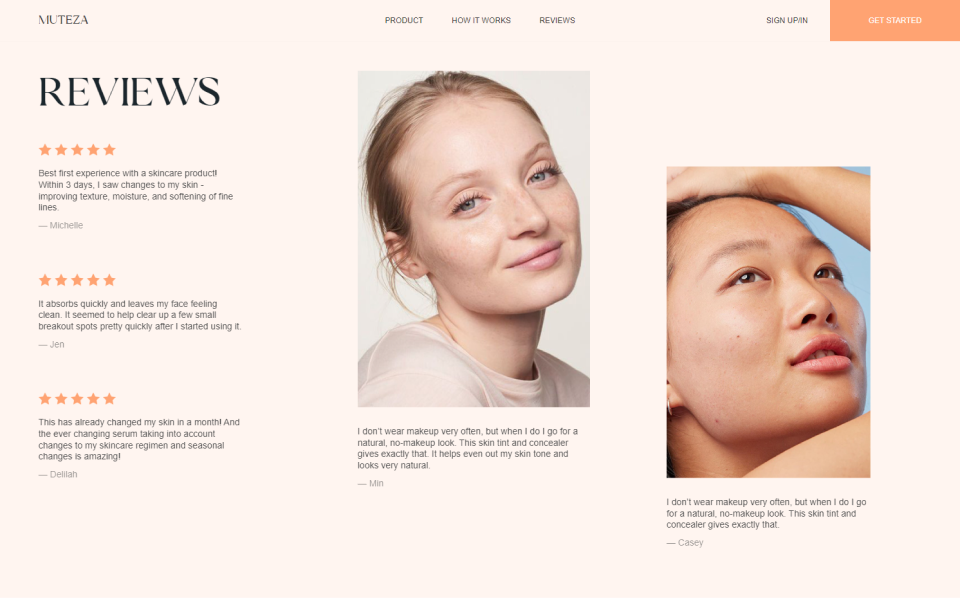 MUTEZA
PRODUCT
HOW IT WORKS
REVIEWS
SIGN UP/IN
GET STARTED
REVIEWS
Best first experience with a skincare product!
Within 3 days, I saw changes to my skin -
improving texture, moisture, and softening of fine
lines.
— Michelle
It absorbs quickly and leaves my face feeling
clean. It seemed to help clear up a few small
breakout spots pretty quickly after I started using it.
— Jen
This has already changed my skin in a month! And
the ever changing serum taking into account
changes to my skincare regimen and seasonal
changes is amazing!
— Delilah
I don't wear makeup very often, but when I do I go for a
natural, no-makeup look. This skin tint and concealer
gives exactly that. It helps even out my skin tone and
looks very natural.
— Min
I don't wear makeup very often, but when I do I go
for a natural, no-makeup look. This skin tint and
concealer gives exactly that.
— Casey